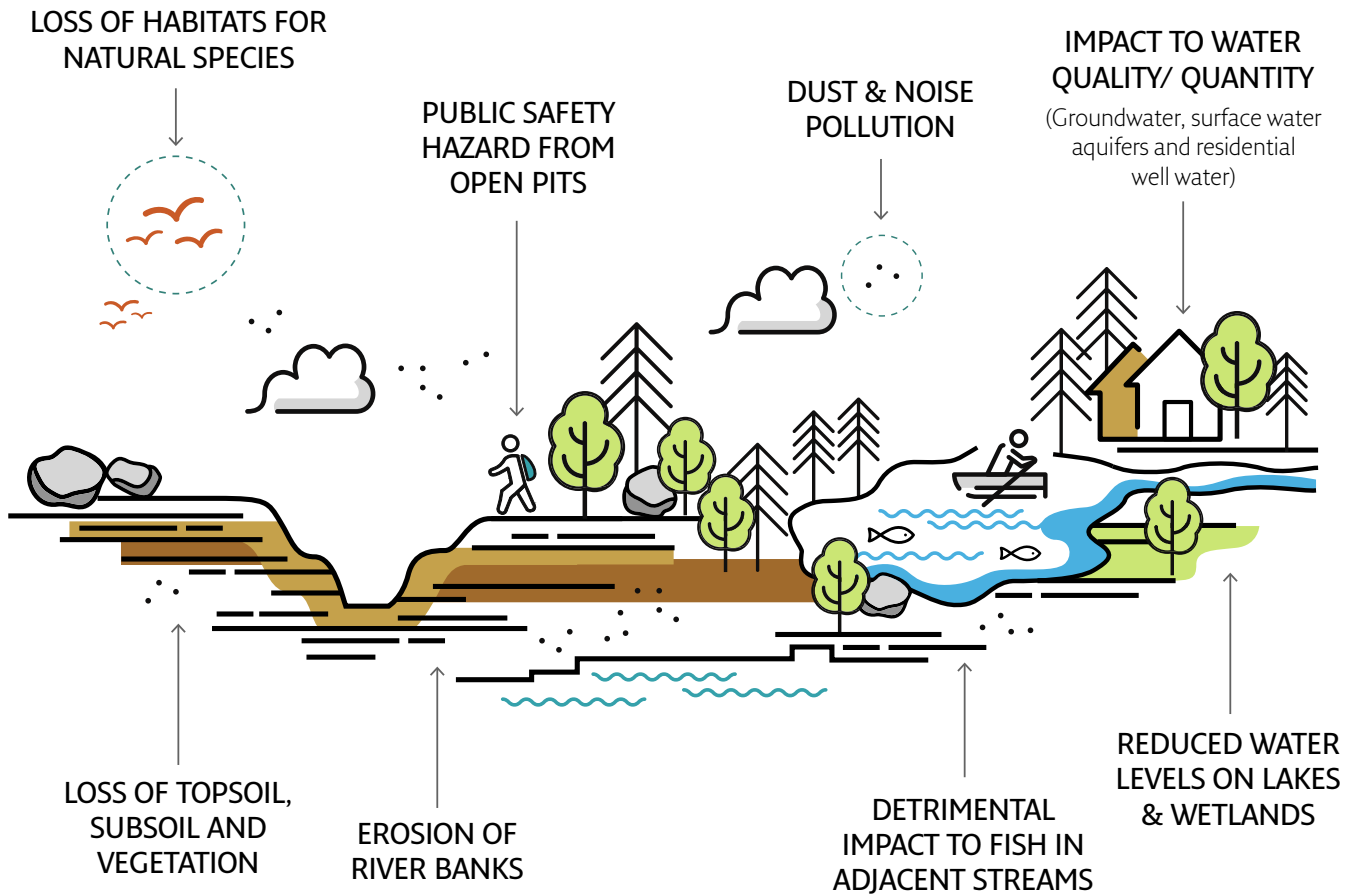 LOSS OF HABITATS FOR
NATURAL SPECIES
PUBLIC SAFETY
HAZARD FROM
OPEN PITS
DUST & NOISE
POLLUTION
IMPACT TO WATER
QUALITY/ QUANTITY
(Groundwater, surface water
aquifers and residential
well water)
LOSS OF TOPSOIL,
SUBSOIL AND
VEGETATION
EROSION OF
RIVER BANKS
DETRIMENTAL
IMPACT TO FISH IN
ADJACENT STREAMS
REDUCED WATER
LEVELS ON LAKES
& WETLANDS